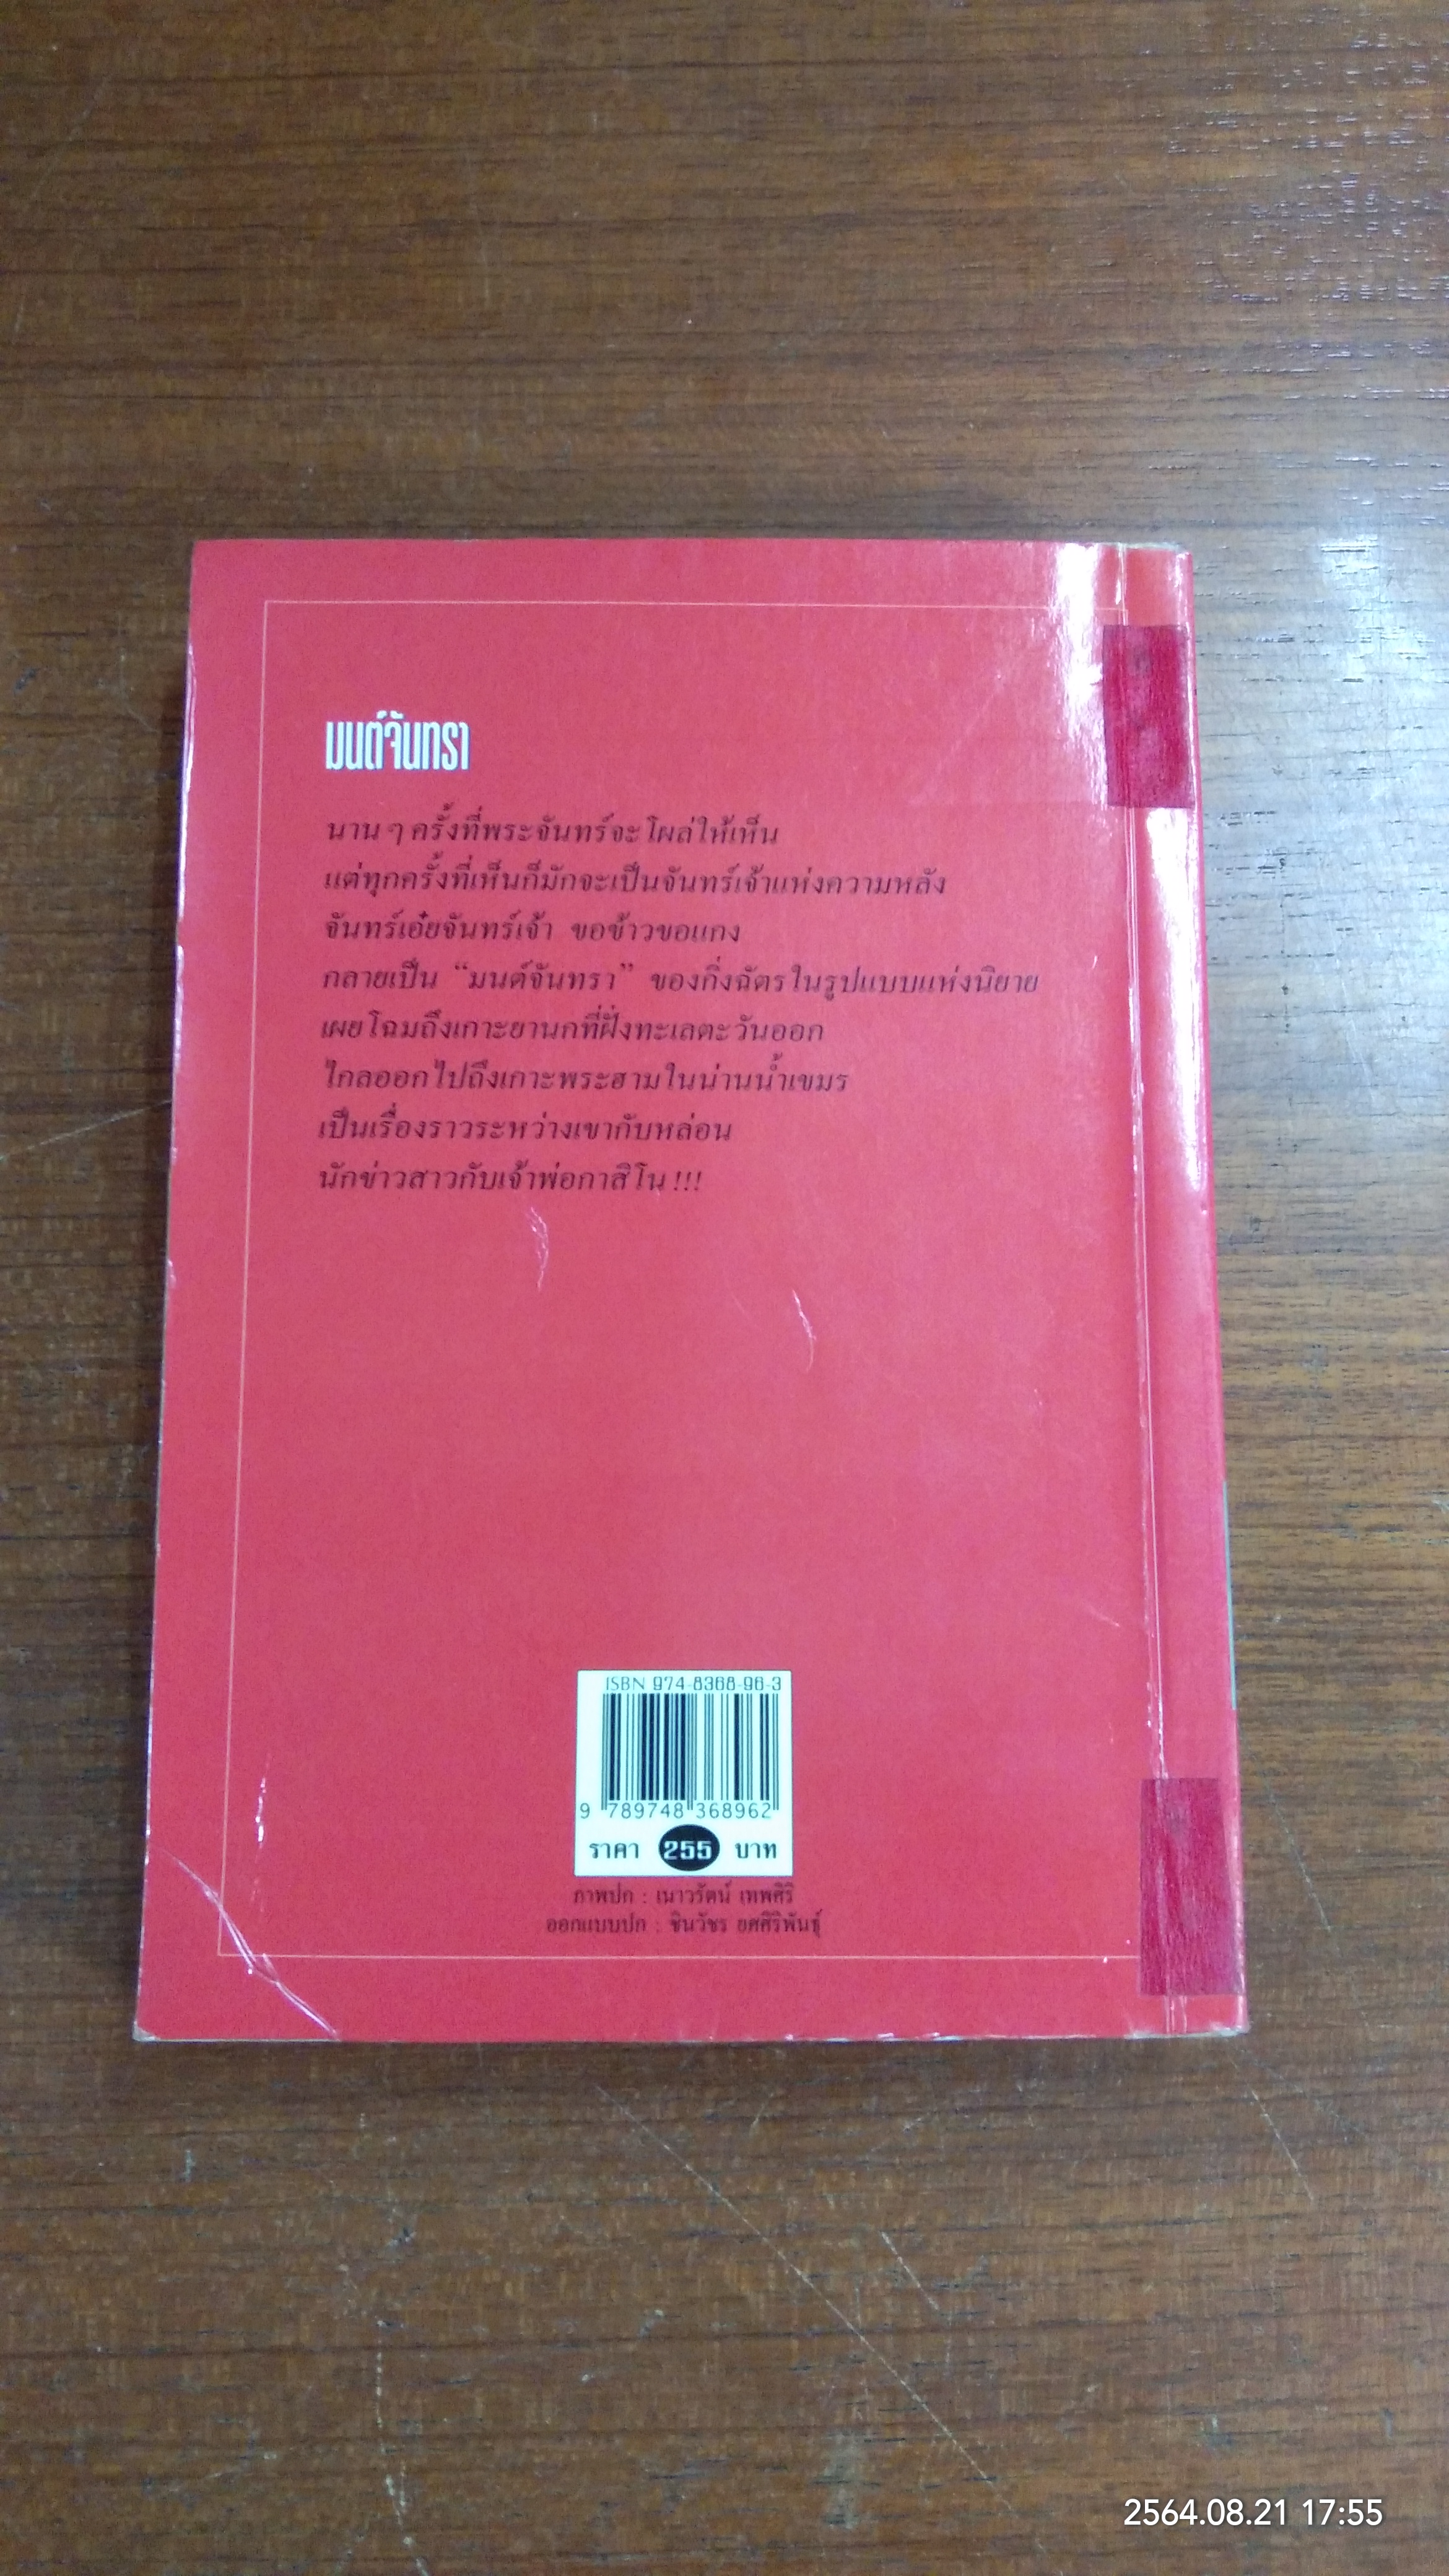 มนต์จันทรา
นาน ๆ ครั้งที่พระจันทร์จะโผล่ให้เห็น
แต่ทุกครั้งที่เห็นก็มักจะเป็นจันทร์เจ้าแห่งความหลัง
จันทร์เอ๋ยจันทร์เจ้า ขอข้าวขอแกง
กลายเป็น “มนต์จันทรา” ของกิ่งฉัตรในรูปแบบแห่งนิยาย
เผยโฉมถึงเกาะยานกที่ฝั่งทะเลตะวันออก
ไกลออกไปถึงเกาะพระฮามในน่านน้ำเขมร
เป็นเรื่องราวระหว่างเขากับหล่อน
นักข่าวสาวกับเจ้าพ่อกาสิโน !!!
ISBN 974-8368-96-3
9 789748 368962
ราคา 255 บาท
ภาพปก : เนาวรัตน์ เทพศิริ
ออกแบบปก : ชินวัชร ยศศิริพันธุ์
2564.08.21 17:55